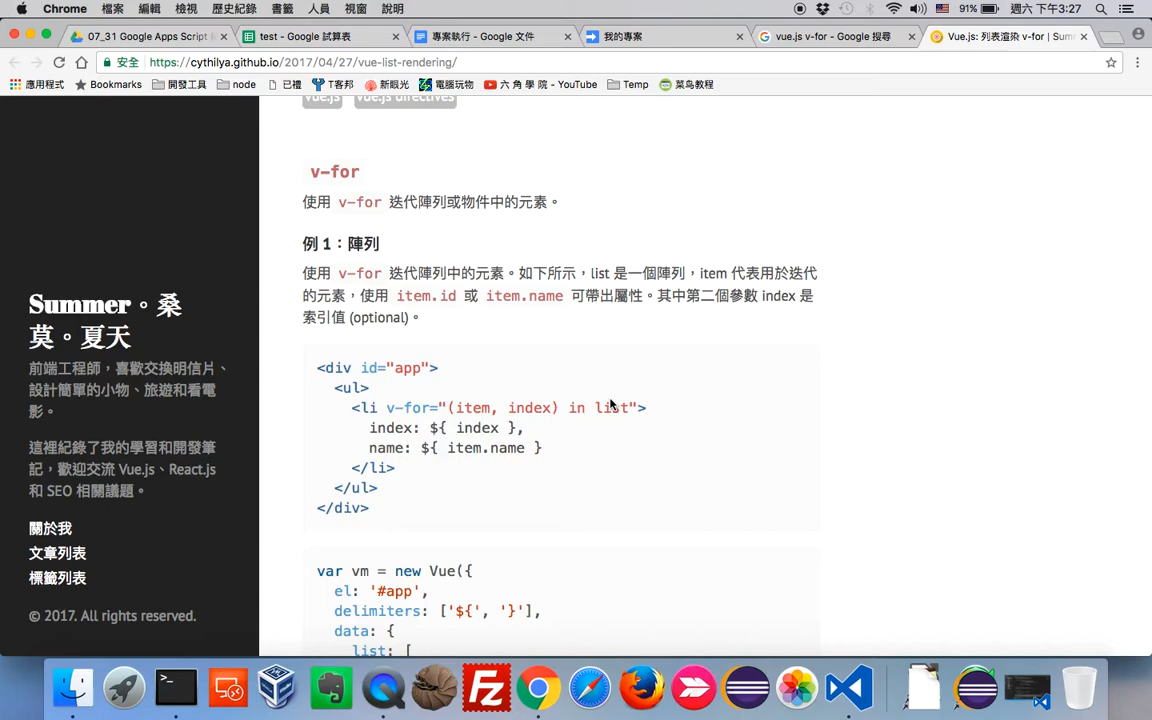 Chrome 檔案 編輯 檢視 歷史紀錄 書籤 人員 視窗 說明 91% 週六 下午3:27
07_31 Google Apps Script test - Google 試算表 專案執行 - Google 文件 我的專案 vue.js v-for - Google 搜尋 Vue.js: 列表渲染 v-for | Sum
安全 https://cythilya.github.io/2017/04/27/vue-list-rendering/
應用程式 Bookmarks 開發工具 node 已禮 T客邦 新眼光 電腦玩物 六 角 學 院 - YouTube Temp 菜鸟教程
vue.js vue.js directives
v-for
使用 v-for 迭代陣列或物件中的元素。
例 1：陣列
使用 v-for 迭代陣列中的元素。如下所示，list 是一個陣列，item 代表用於迭代
的元素，使用 item.id 或 item.name 可帶出屬性。其中第二個參數 index 是
索引值 (optional)。
<div id="app">
<ul>
<li v-for="(item, index) in list">
index: ${ index },
name: ${ item.name }
</li>
</ul>
</div>
var vm = new Vue({
el: '#app',
delimiters: ['${', '}'],
data: {
list: [
Summer。桑
莫。夏天
前端工程師，喜歡交換明信片、
設計簡單的小物、旅遊和看電
影。
這裡紀錄了我的學習和開發筆
記，歡迎交流 Vue.js、React.js
和 SEO 相關議題。
關於我
文章列表
標籤列表
© 2017. All rights reserved.